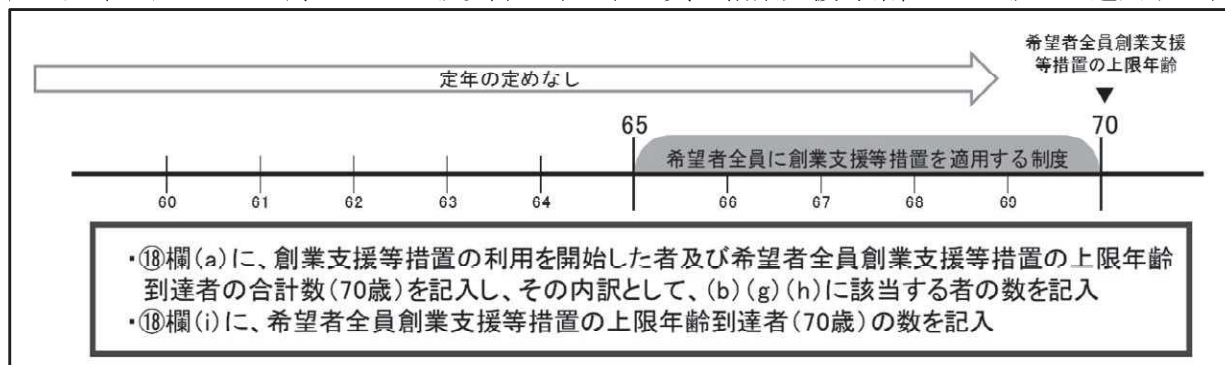 希望者全員創業支援
等措置の上限年齢
▼
定年の定めなし
65
70
希望者全員に創業支援等措置を適用する制度
60 61 62 63 64 66 67 68 69
・⑱欄(a)に、創業支援等措置の利用を開始した者及び希望者全員創業支援等措置の上限年齢
到達者の合計数(70歳)を記入し、その内訳として、(b)(g)(h)に該当する者の数を記入
・⑱欄(i)に、希望者全員創業支援等措置の上限年齢到達者(70歳)の数を記入